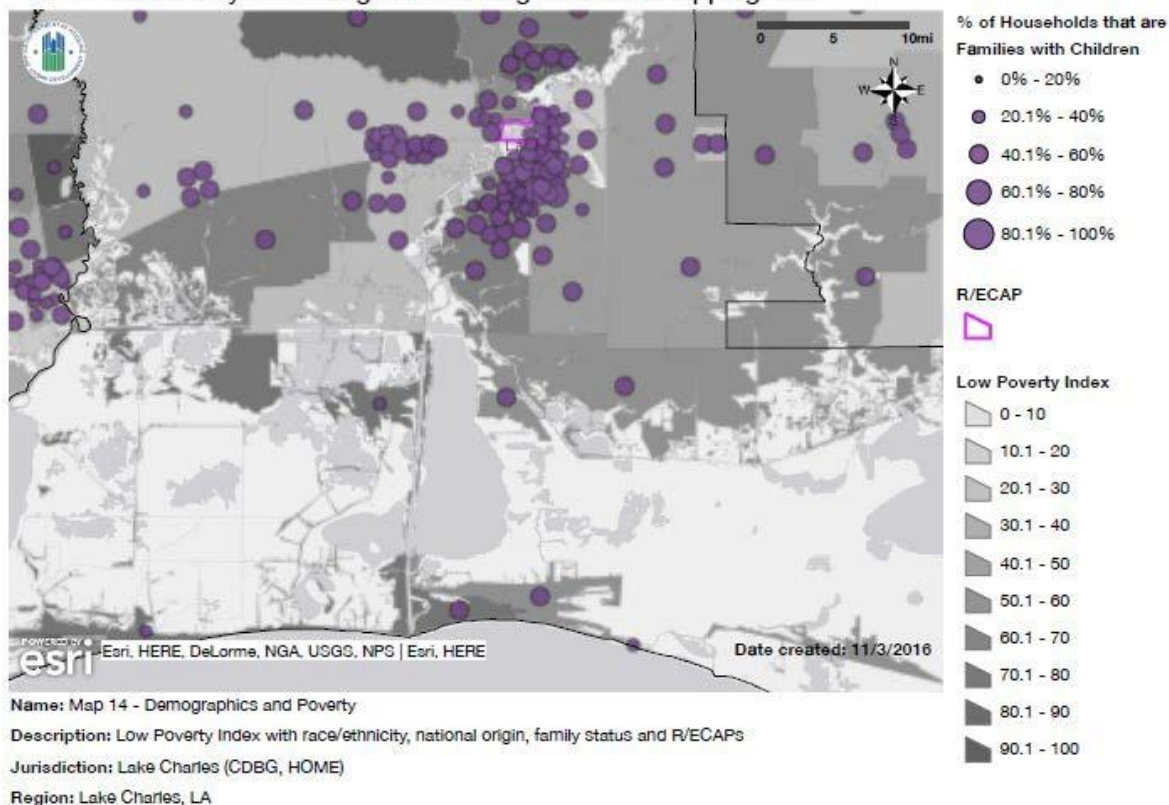 0 5 10mi
N
W E
S
% of Households that are
Families with Children
0% - 20%
20.1% - 40%
40.1% - 60%
60.1% - 80%
80.1% - 100%
R/ECAP
Low Poverty Index
0 - 10
10.1 - 20
20.1 - 30
30.1 - 40
40.1 - 50
50.1 - 60
60.1 - 70
70.1 - 80
80.1 - 90
90.1 - 100
POWERED BY
esri
Esri, HERE, DeLorme, NGA, USGS, NPS | Esri, HERE
Date created: 11/3/2016
Name: Map 14 - Demographics and Poverty
Description: Low Poverty Index with race/ethnicity, national origin, family status and R/ECAPs
Jurisdiction: Lake Charles (CDBG, HOME)
Region: Lake Charles, LA